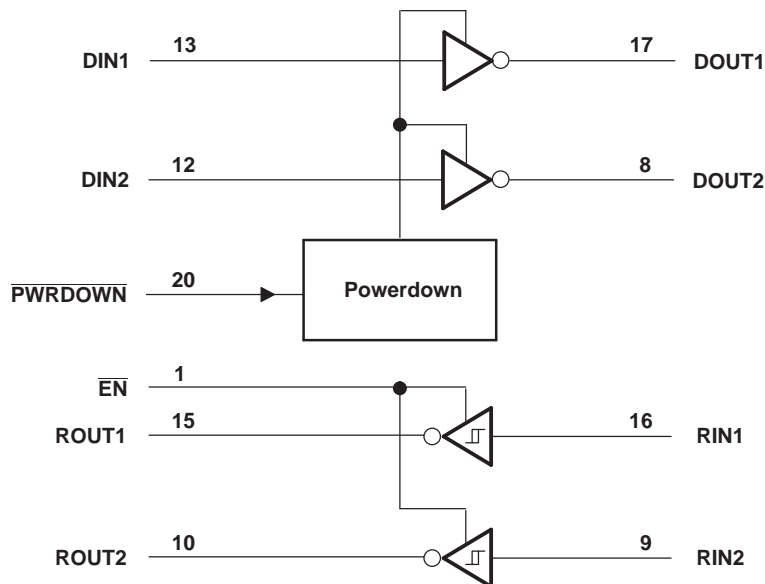 DIN1 13 17 DOUT1
DIN2 12 8 DOUT2
PWRDOWN 20 Powerdown
EN 1
ROUT1 15 16 RIN1
ROUT2 10 9 RIN2